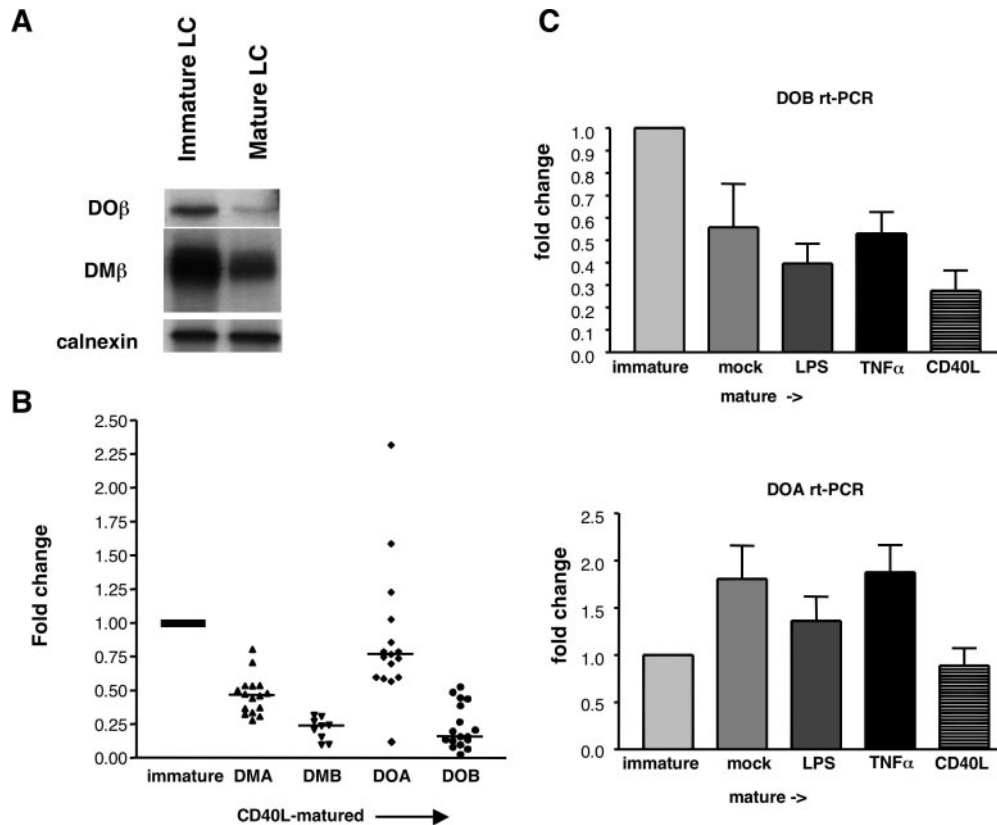 A
Immature LC
Mature LC
DOβ
DMβ
calnexin
B
Fold change
2.50
2.25
2.00
1.75
1.50
1.25
1.00
0.75
0.50
0.25
0.00
immature DMA DMB DOA DOB
CD40L-matured
C
DOB rt-PCR
fold change
1.0
0.9
0.8
0.7
0.6
0.5
0.4
0.3
0.2
0.1
0.0
immature mock LPS TNFα CD40L
mature ->
DOA rt-PCR
fold change
2.5
2.0
1.5
1.0
0.5
0.0
immature mock LPS TNFα CD40L
mature ->